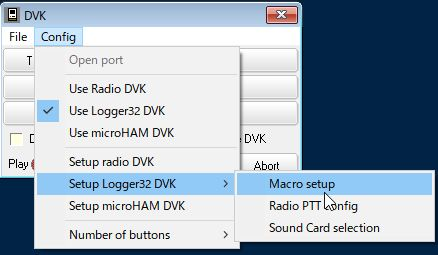 DVK
File Config
T
Open port
Use Radio DVK
Use Logger32 DVK
Use microHAM DVK
D
DVK
Setup radio DVK
Play
Abort
Setup Logger32 DVK
Macro setup
Setup microHAM DVK
Radio PTT Config
Number of buttons
Sound Card selection